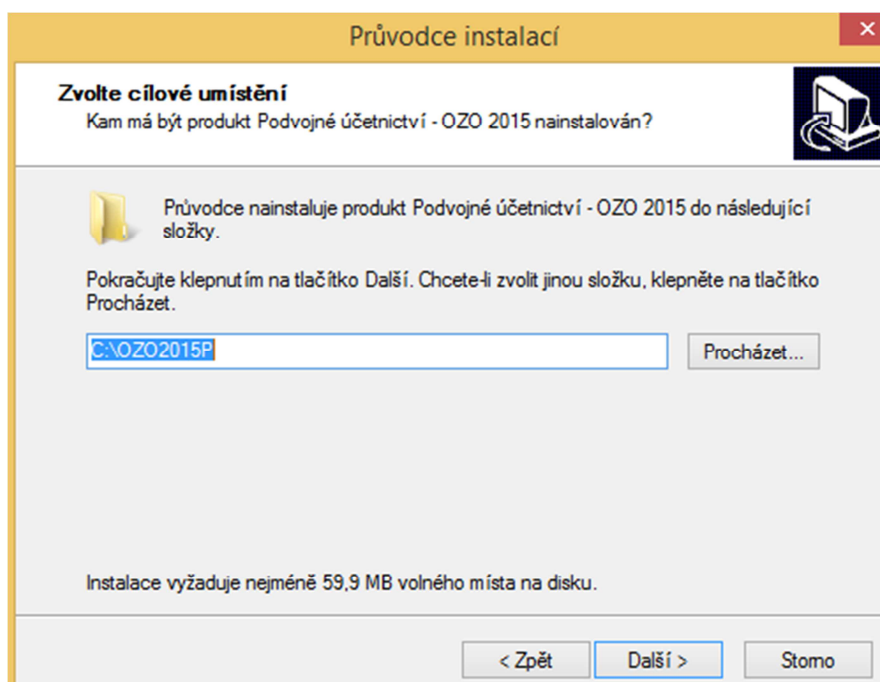 Průvodce instalací
Zvolte cílové umístění
Kam má být produkt Podvojné účetnictví - OZO 2015 nainstalován?
Průvodce nainstaluje produkt Podvojné účetnictví - OZO 2015 do následující
složky.
Pokračujte klepnutím na tlačítko Další. Chcete-li zvolit jinou složku, klepněte na tlačítko
Procházet.
C:\OZO2015P
Procházet...
Instalace vyžaduje nejméně 59,9 MB volného místa na disku.
< Zpět
Další >
Storno